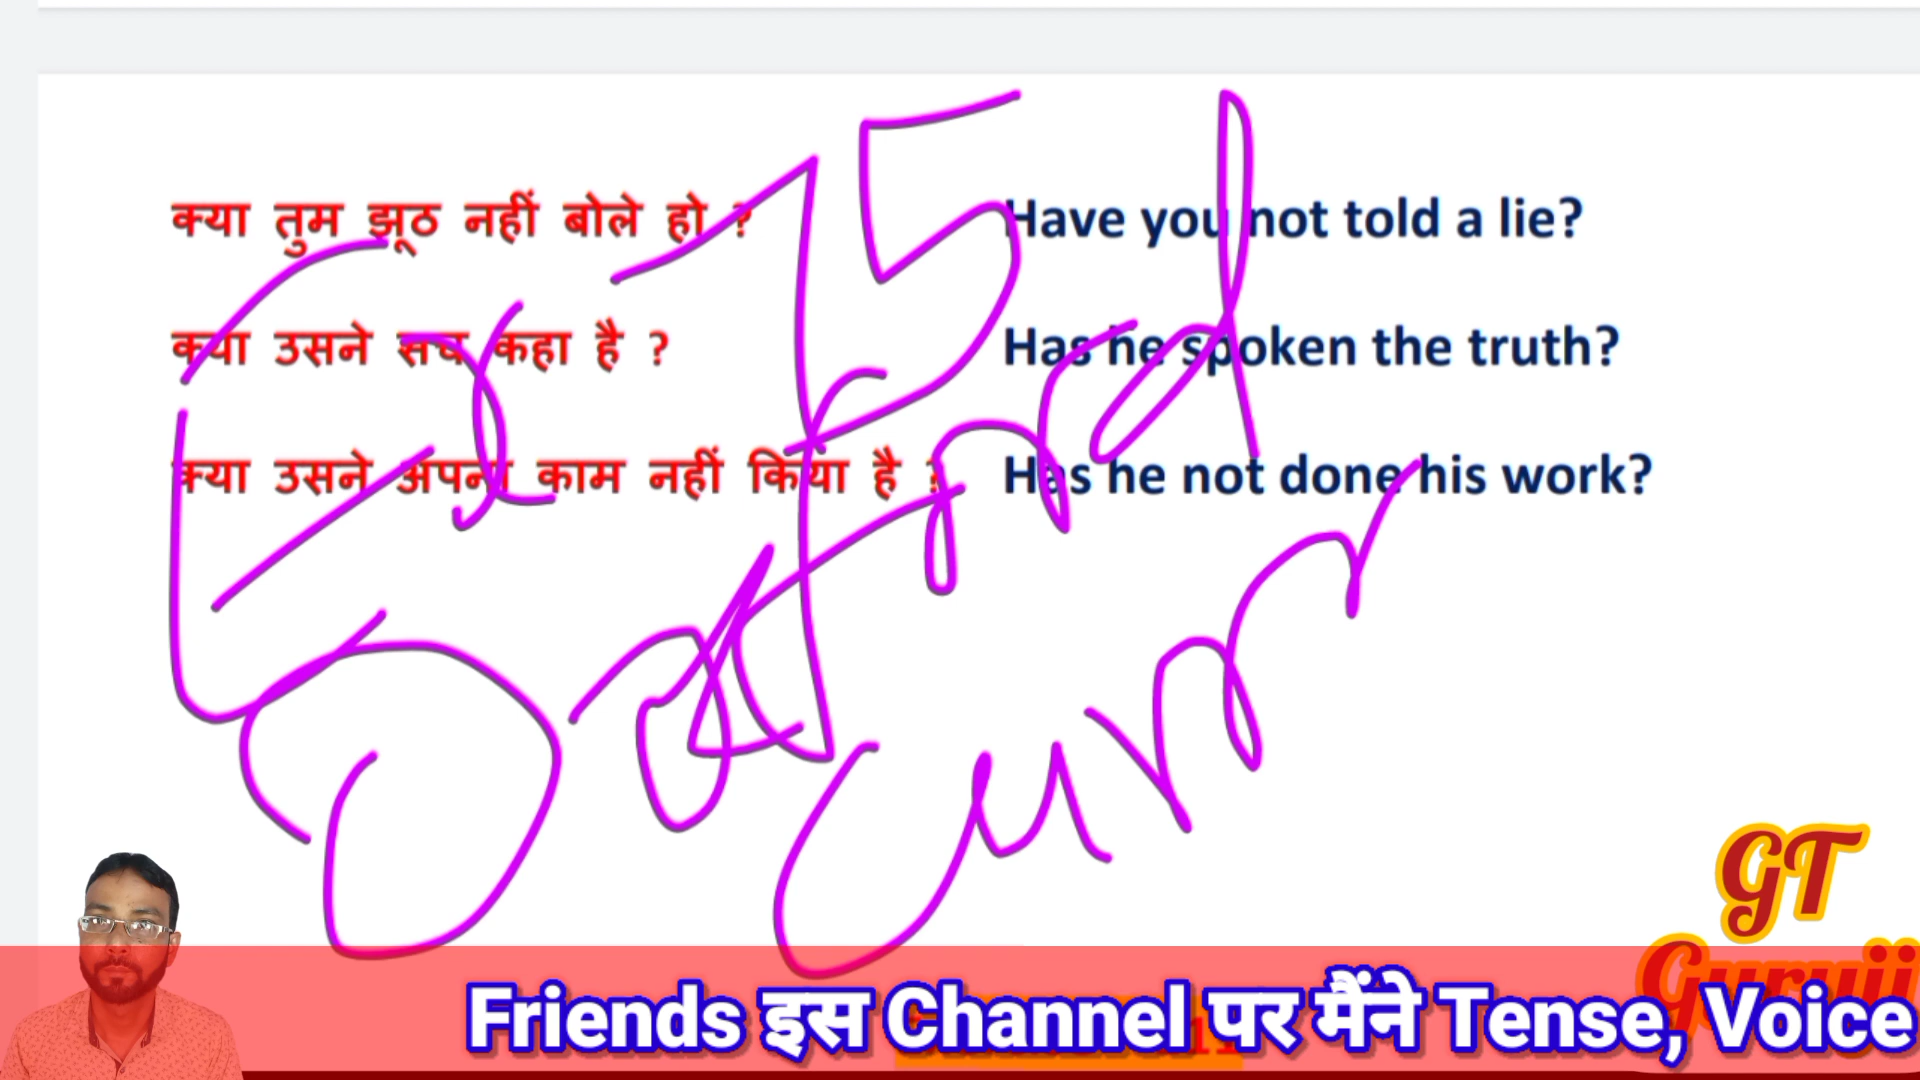 क्या तुम झूठ नहीं बोले हो ? Have you not told a lie?
क्या उसने सच कहा है ? Has he spoken the truth?
क्या उसने अपना काम नहीं किया है ? Has he not done his work?
GT
Guruji
Friends इस Channel पर मैंने Tense, Voice